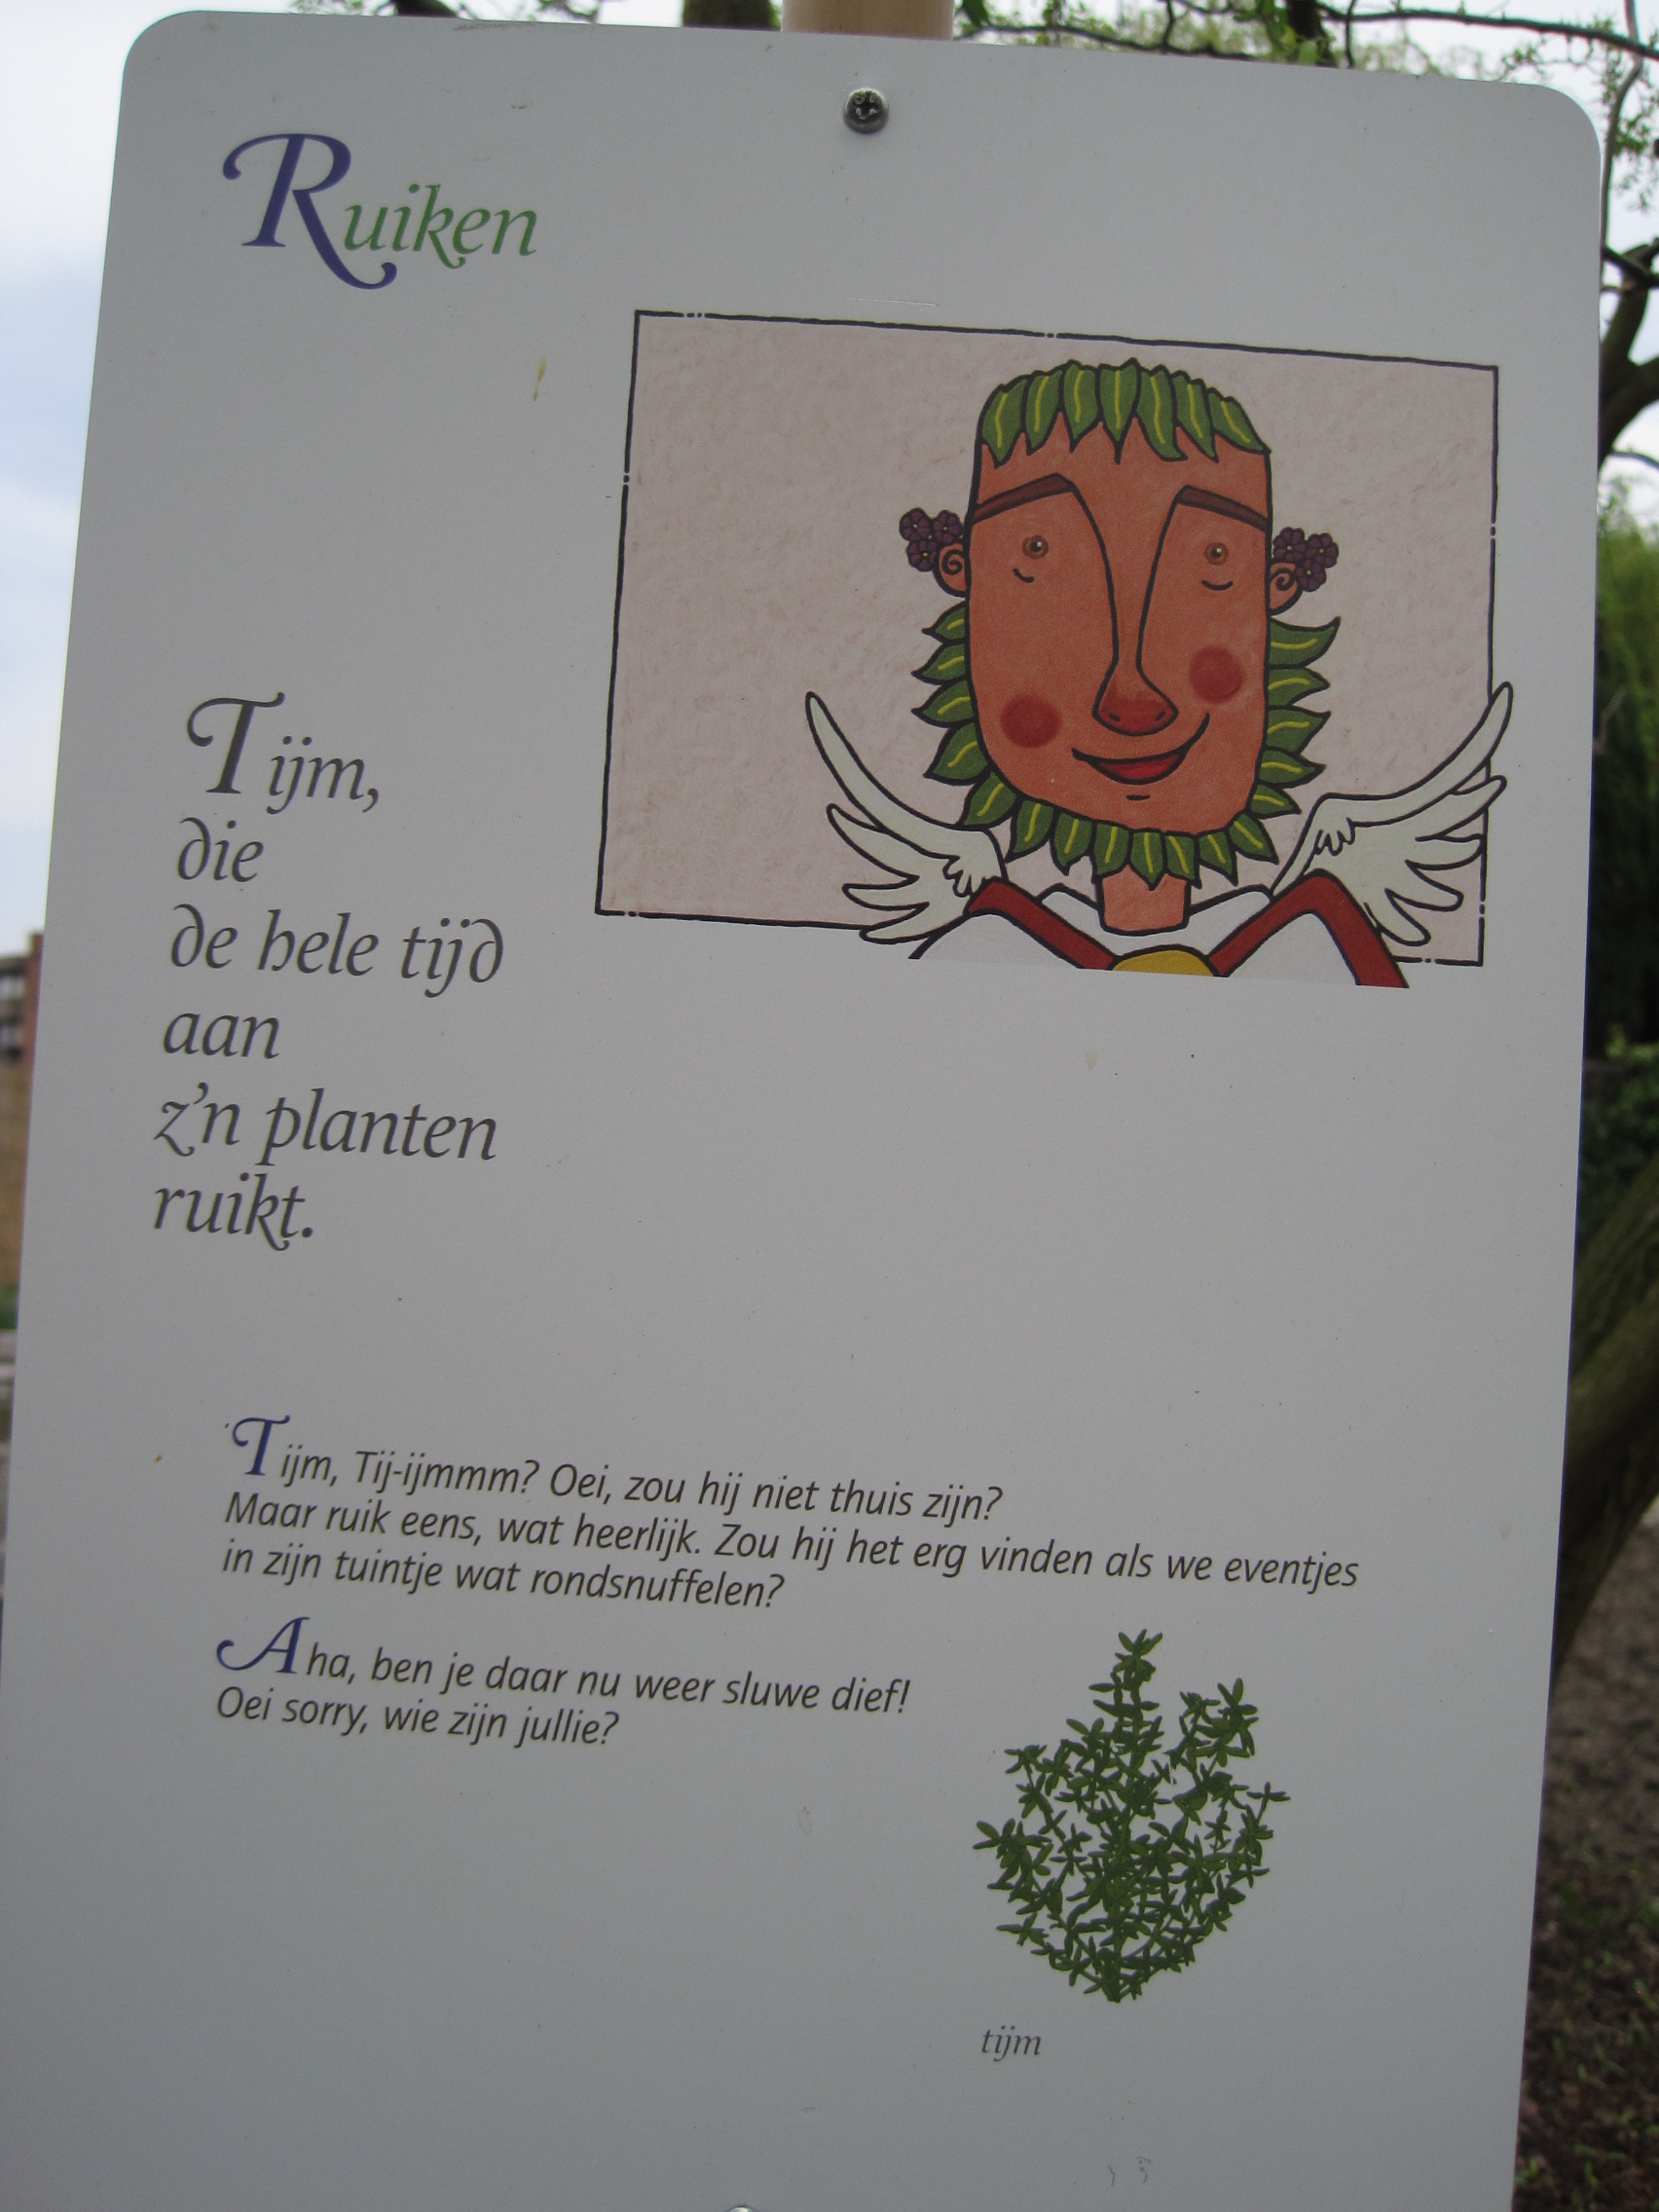 Ruiken
Tijm,
die
de hele tijd
aan
z'n planten
ruikt.
Tijm, Tij-ijmmm? Oei, zou hij niet thuis zijn?
Maar ruik eens, wat heerlijk. Zou hij het erg vinden als we eventjes
in zijn tuintje wat rondsnuffelen?
Aha, ben je daar nu weer sluwe dief!
Oei sorry, wie zijn jullie?
tijm